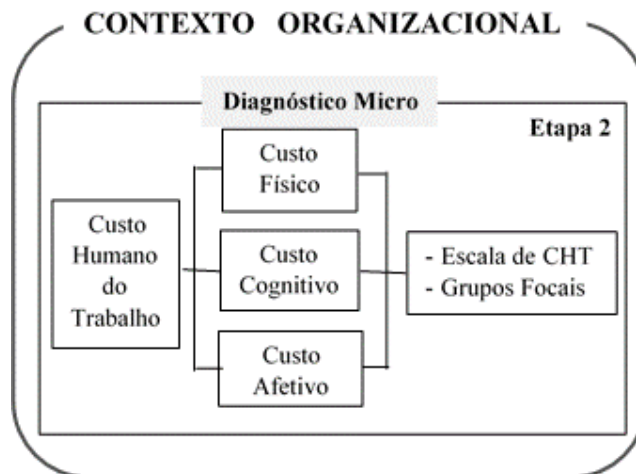 CONTEXTO ORGANIZACIONAL
Diagnóstico Micro
Etapa 2
Custo
Humano
do
Trabalho
Custo
Físico
Custo
Cognitivo
Custo
Afetivo
- Escala de CHT
- Grupos Focais